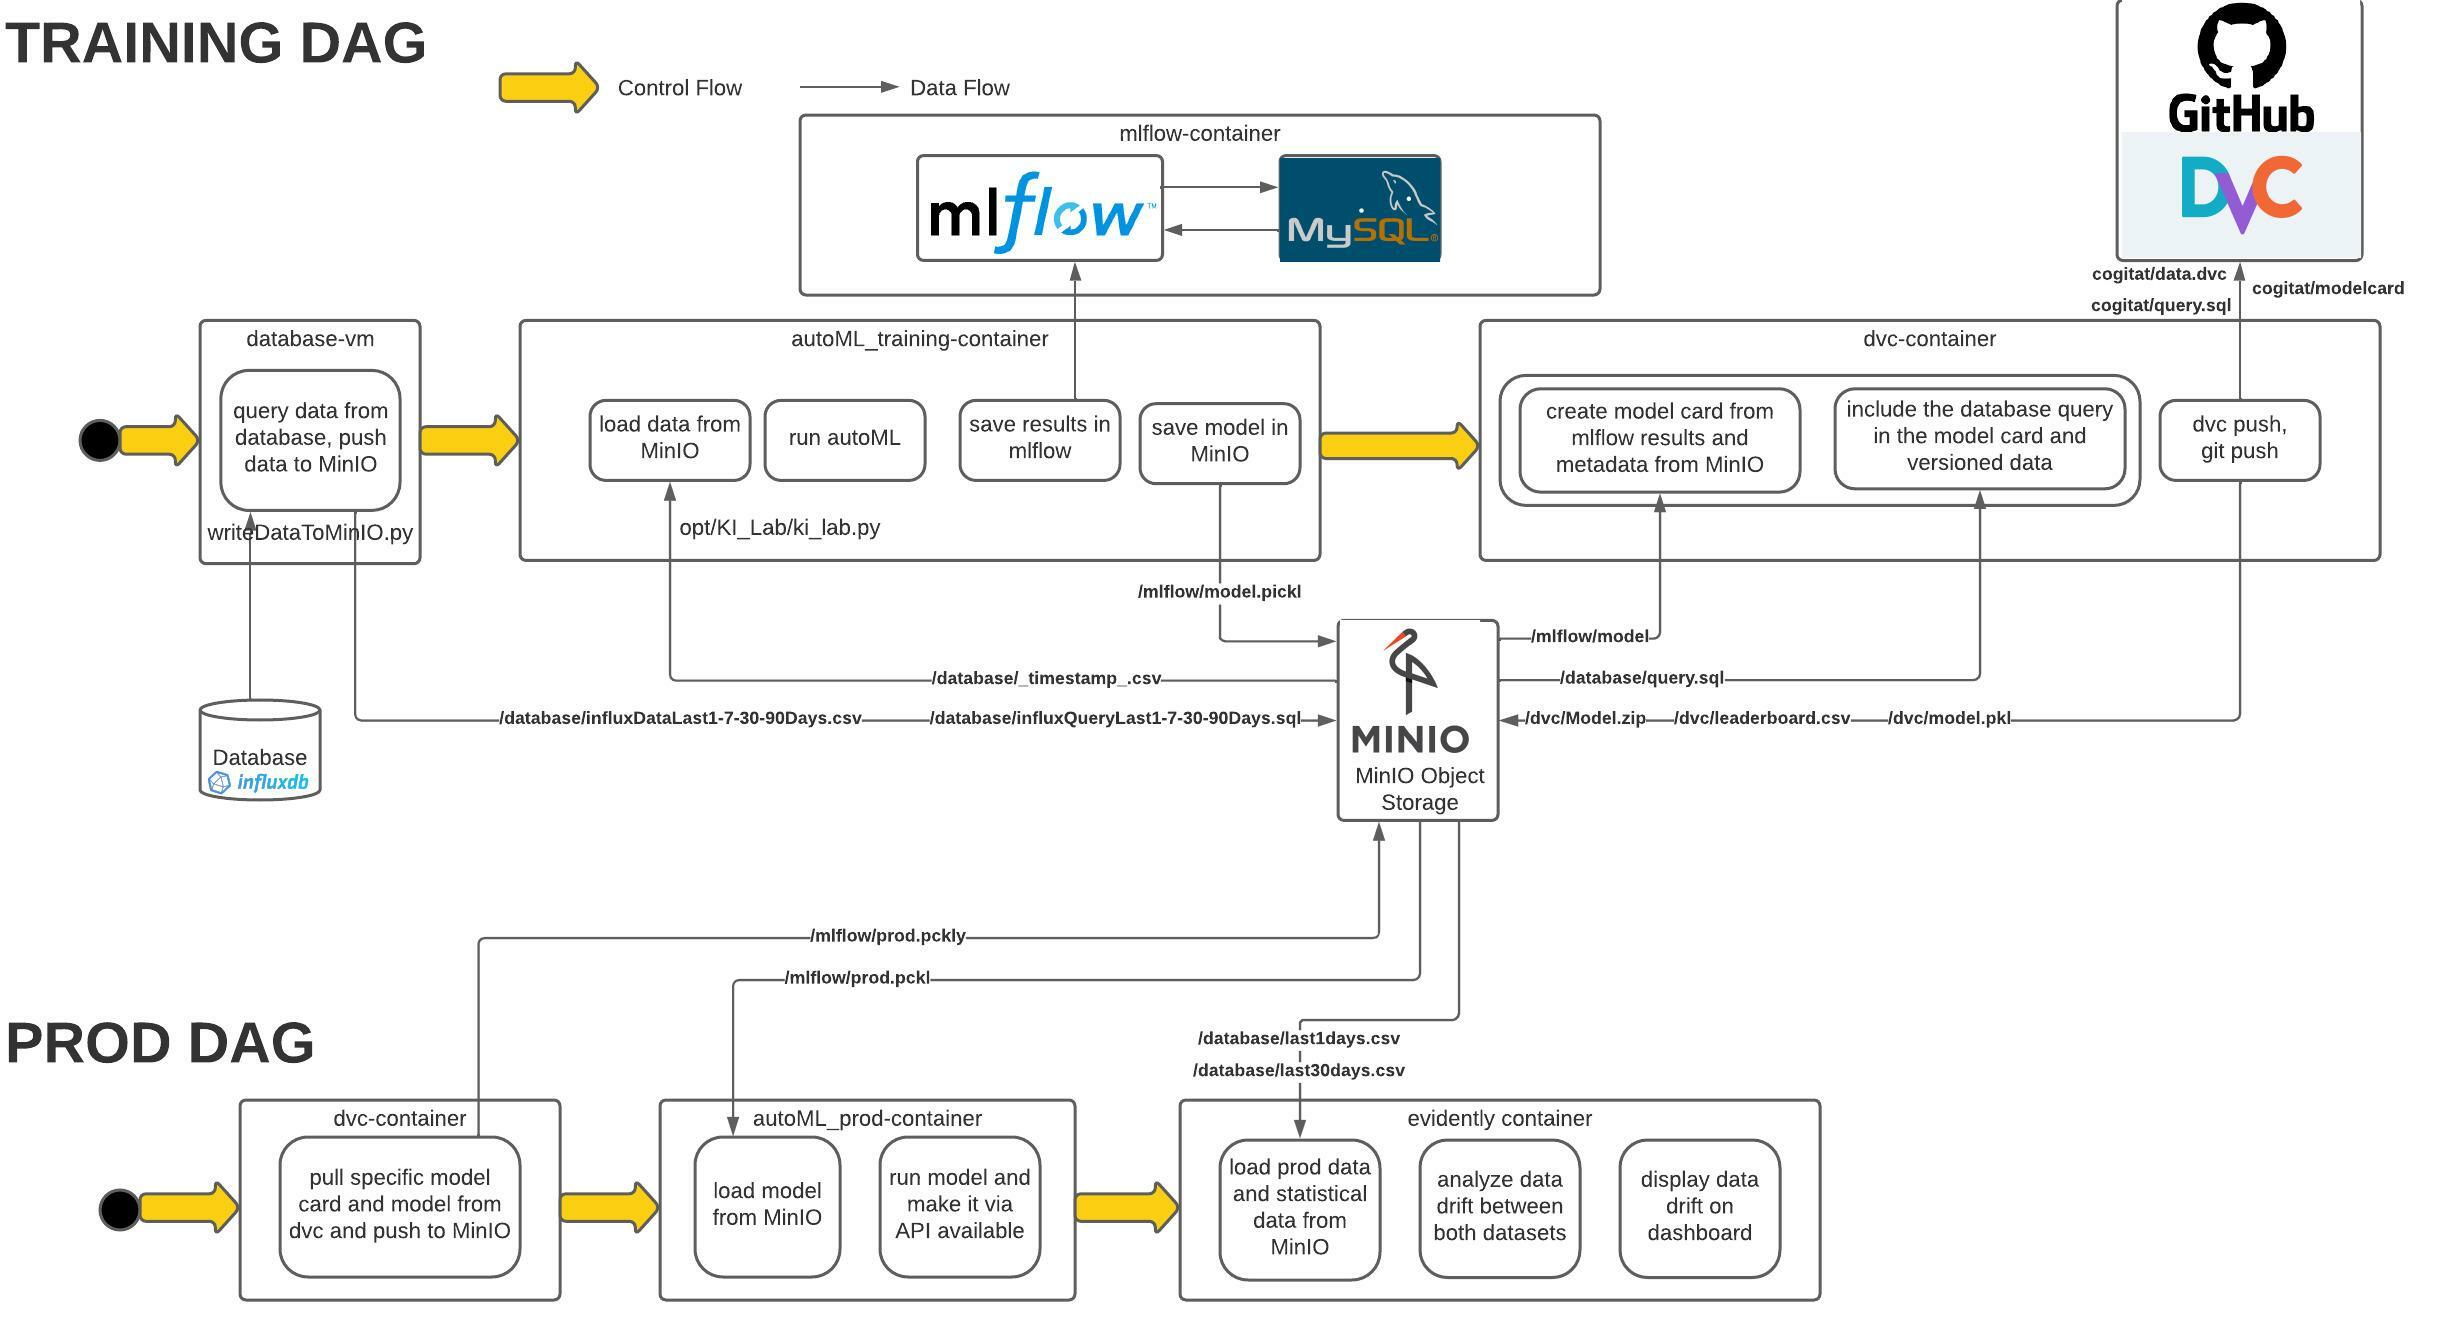 TRAINING DAG
Control Flow
Data Flow
GitHub
DVC
mlflow-container
mlflow™
MySQL®
cogitat/data.dvc
cogitat/modelcard
cogitat/query.sql
database-vm
query data from
database, push
data to MinIO
writeDataToMinIO.py
autoML_training-container
load data from
MinIO
run autoML
save results in
mlflow
save model in
MinIO
opt/KI_Lab/ki_lab.py
dvc-container
create model card from
mlflow results and
metadata from MinIO
include the database query
in the model card and
versioned data
dvc push,
git push
/mlflow/model.pickl
/mlflow/model
/database/_timestamp_.csv
/database/query.sql
/database/influxDataLast1-7-30-90Days.csv
/database/influxQueryLast1-7-30-90Days.sql
/dvc/Model.zip
/dvc/leaderboard.csv
/dvc/model.pkl
Database
influxdb
MINIO
MinIO Object
Storage
/mlflow/prod.pckly
/mlflow/prod.pckl
PROD DAG
/database/last1days.csv
/database/last30days.csv
dvc-container
pull specific model
card and model from
dvc and push to MinIO
autoML_prod-container
load model
from MinIO
run model and
make it via
API available
evidently container
load prod data
and statistical
data from
MinIO
analyze data
drift between
both datasets
display data
drift on
dashboard